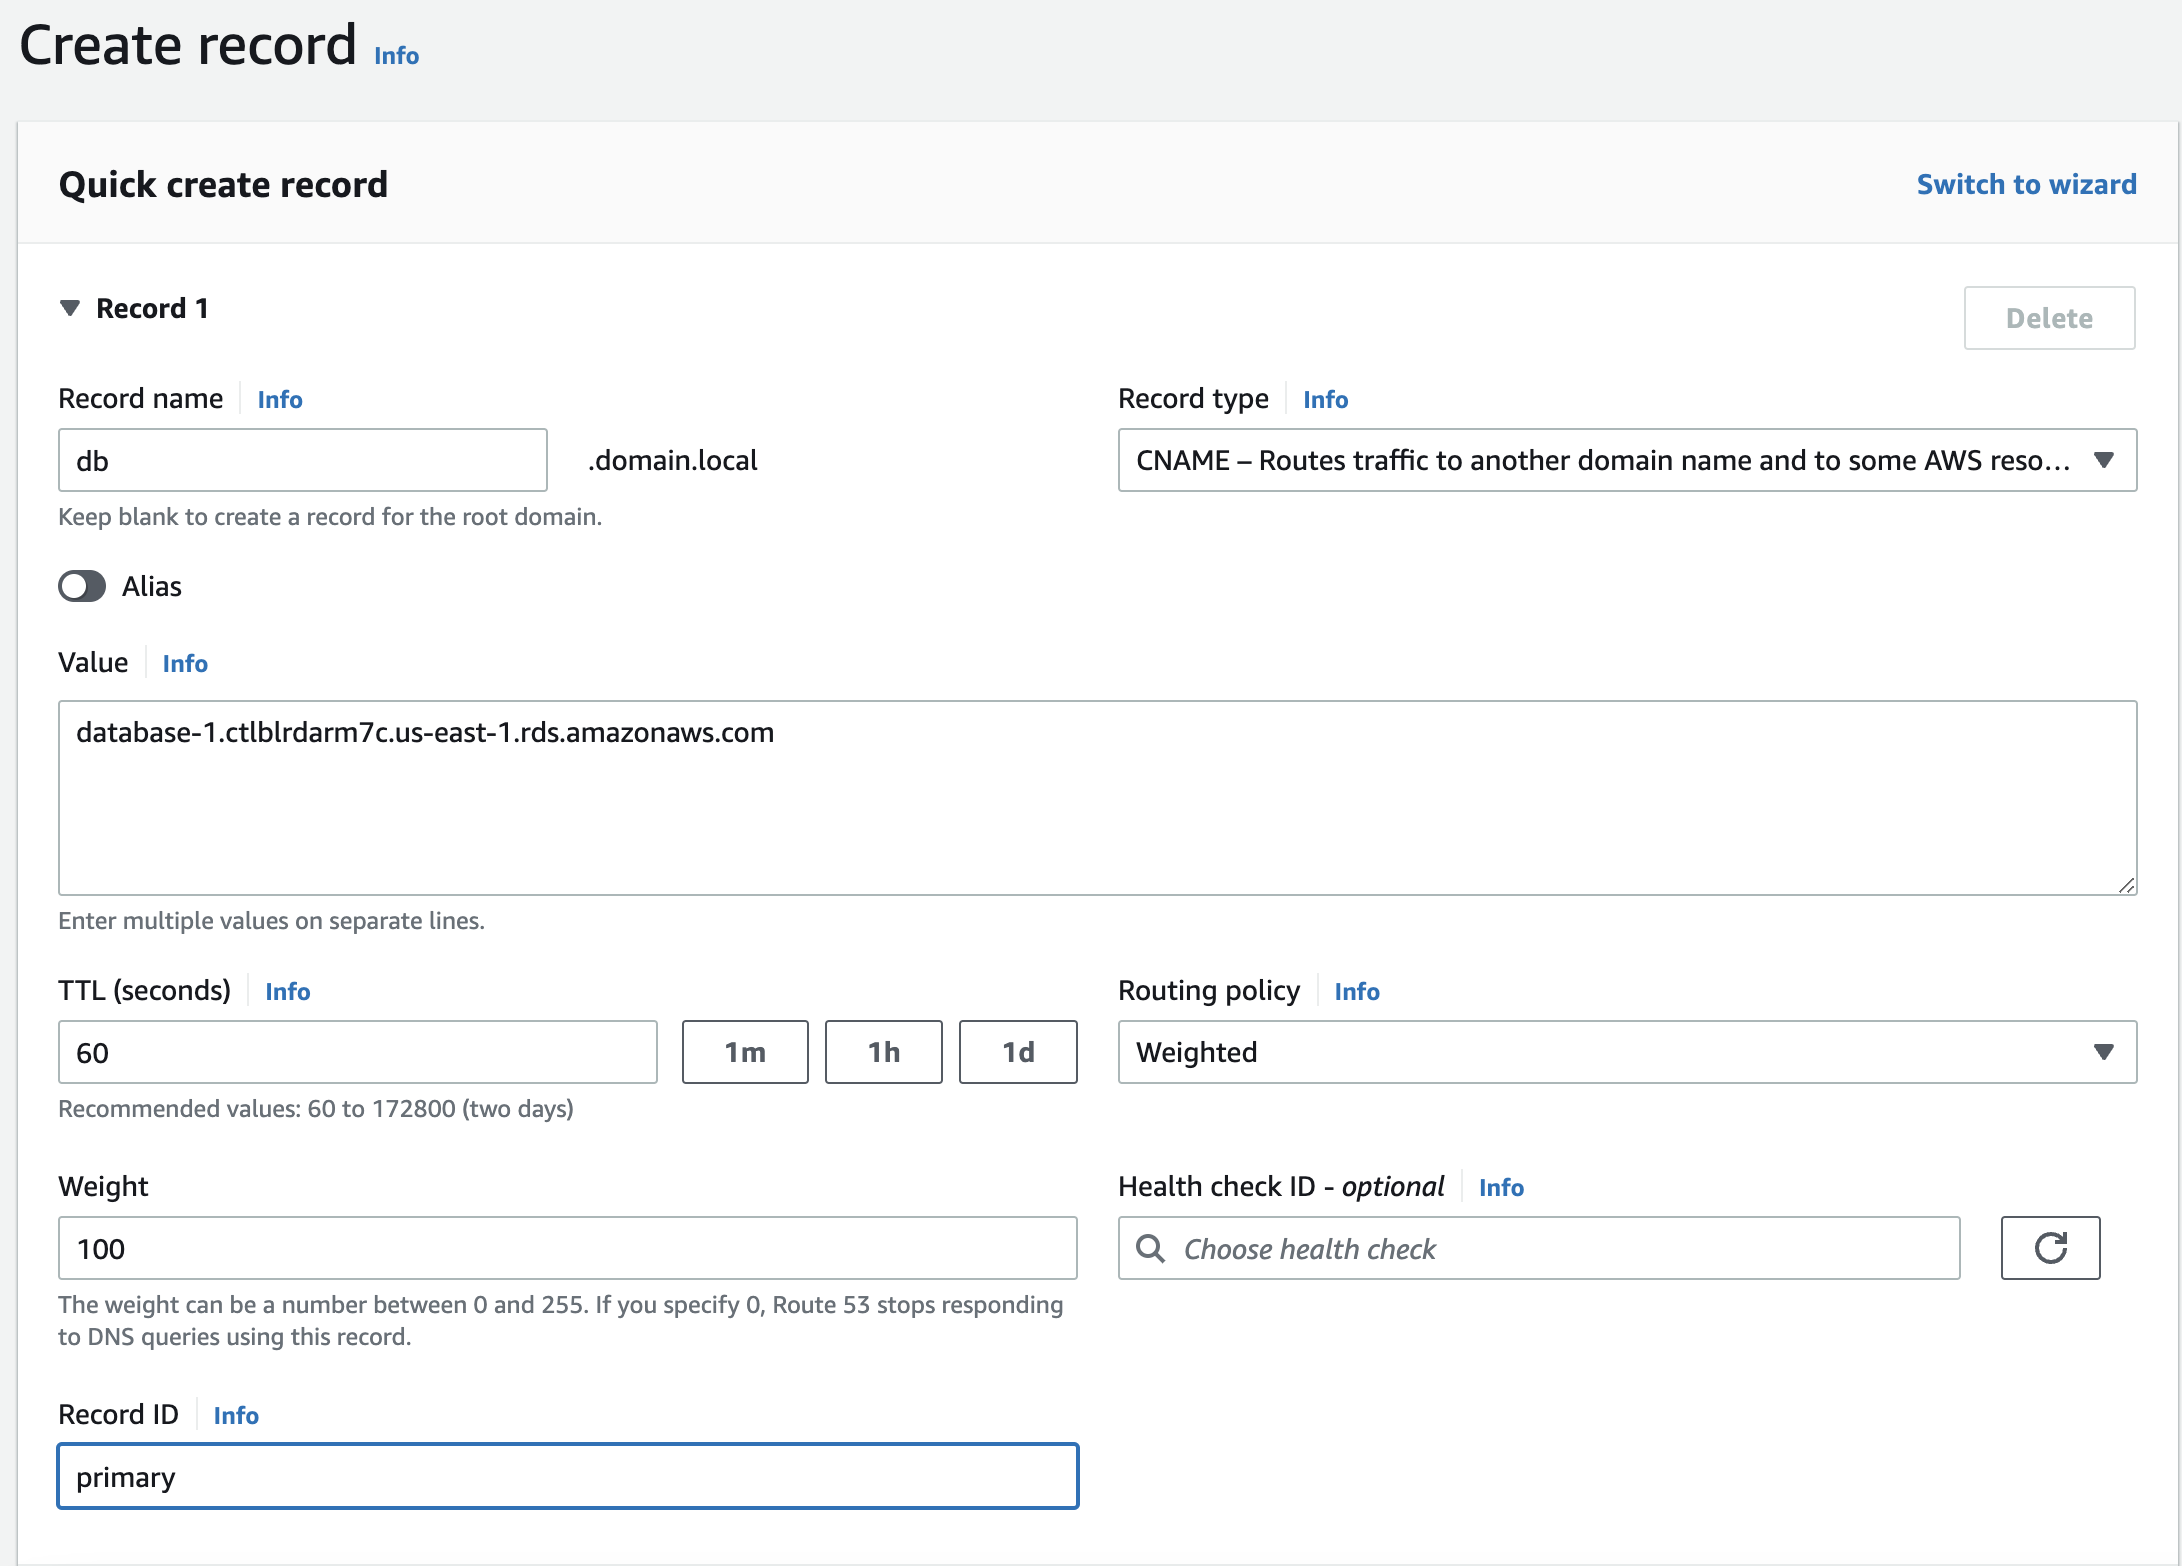 Create record Info
Quick create record
Switch to wizard
Record 1
Delete
Record name Info
Record type Info
db .domain.local
CNAME – Routes traffic to another domain name and to some AWS reso...
Keep blank to create a record for the root domain.
Alias
Value Info
database-1.ctlblrdarm7c.us-east-1.rds.amazonaws.com
Enter multiple values on separate lines.
TTL (seconds) Info
Routing policy Info
60 1m 1h 1d
Weighted
Recommended values: 60 to 172800 (two days)
Weight
Health check ID - optional Info
100
Choose health check
The weight can be a number between 0 and 255. If you specify 0, Route 53 stops responding
to DNS queries using this record.
Record ID Info
primary